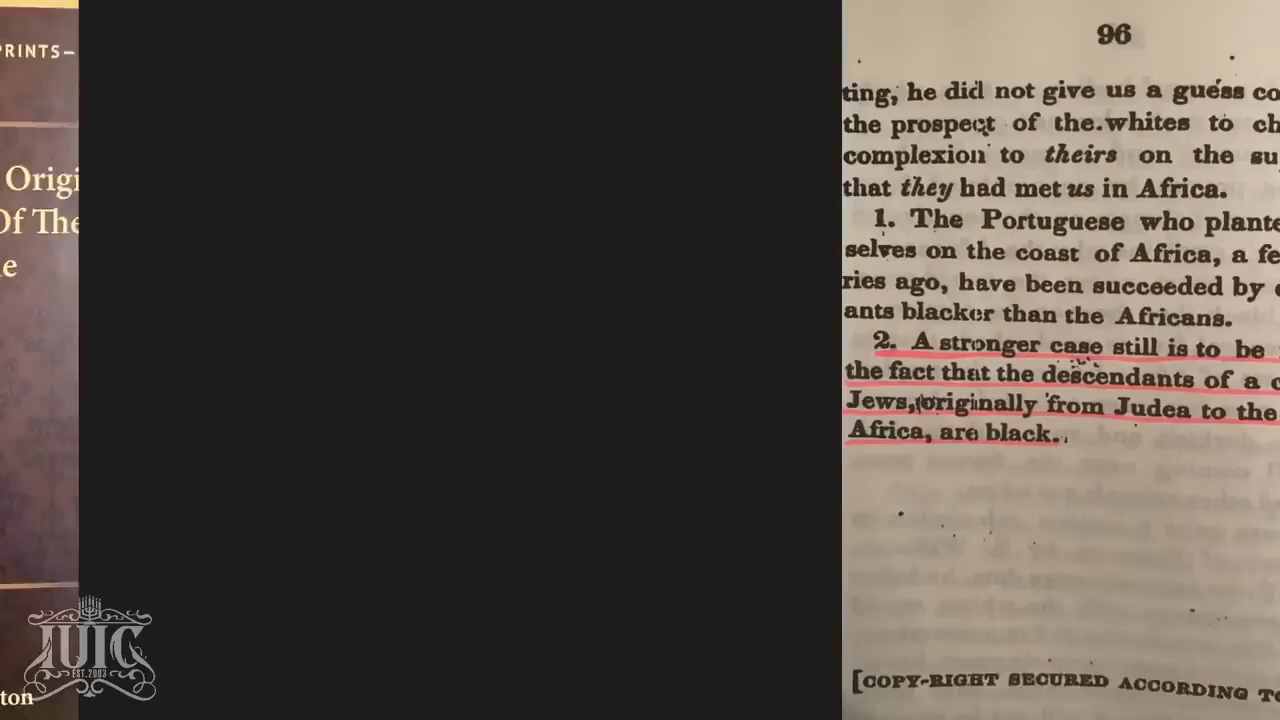 PRINTS–
Origi
Of The
e
ton
IUIC
EST. 2003
96
ting, he did not give us a guess co
the prospect of the.whites to ch
complexion to theirs on the su
that they had met us in Africa.
1. The Portuguese who plante
selves on the coast of Africa, a fe
ries ago, have been succeeded by
ants blacker than the Africans.
2. A stronger case still is to be
the fact that the descendants of a c
Jews, originally from Judea to the
Africa, are black.
[COPY-RIGHT SECURED ACCORDING TO